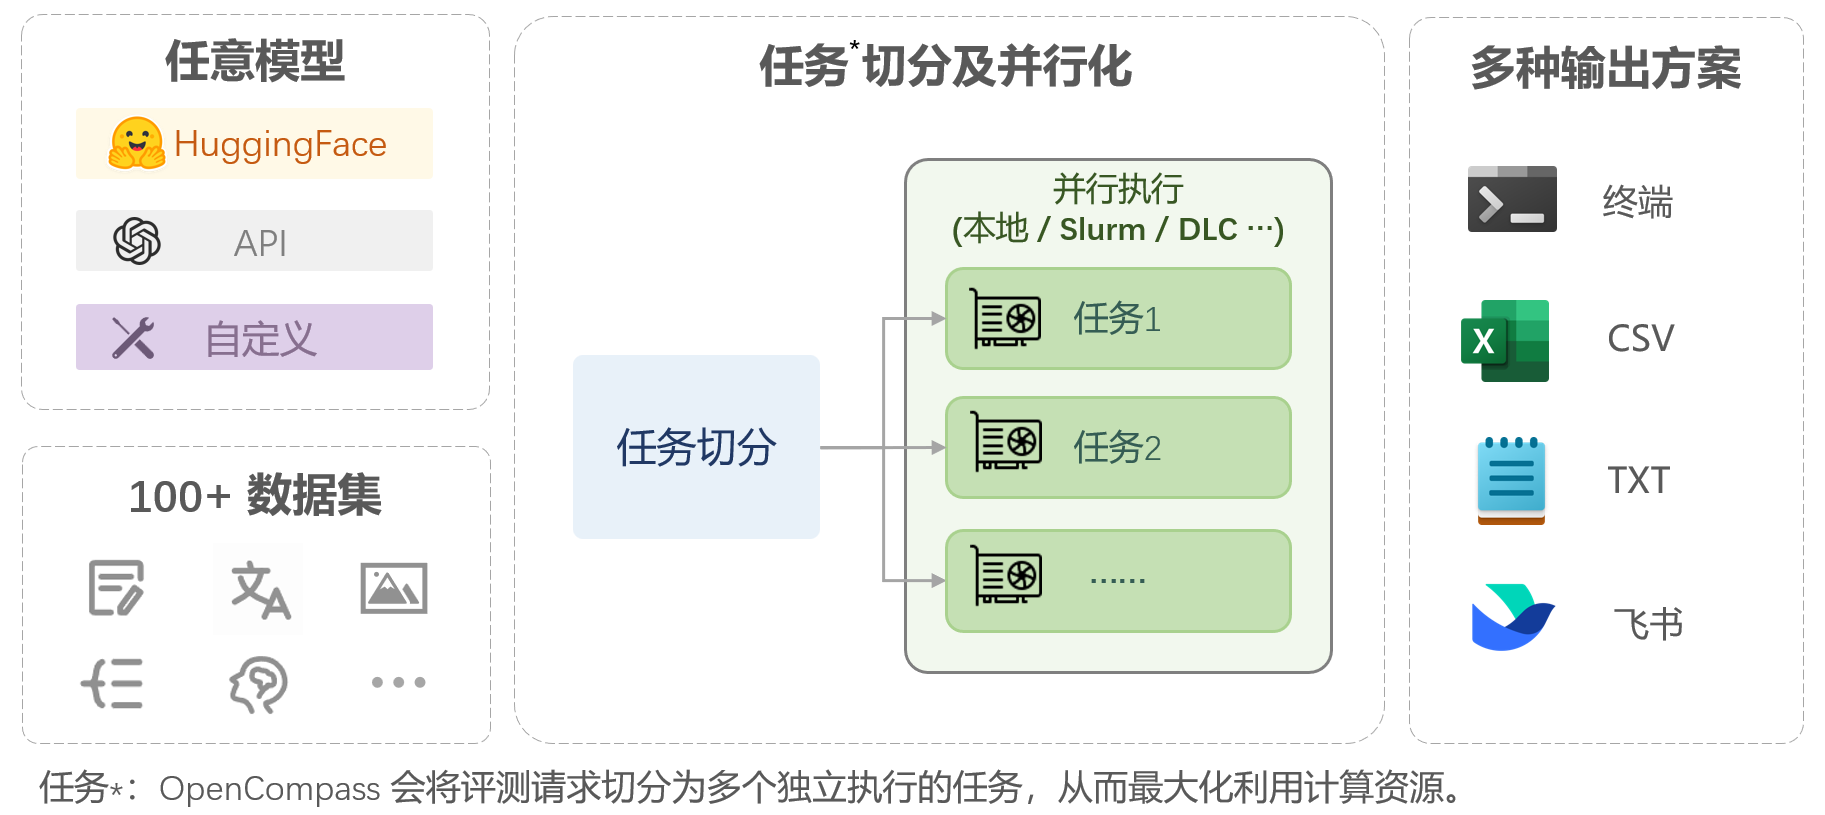 任意模型
HuggingFace
API
自定义
100+ 数据集
任务*切分及并行化
任务切分
并行执行
(本地 / Slurm / DLC ···)
任务1
任务2
……
多种输出方案
终端
CSV
TXT
飞书
任务*：OpenCompass 会将评测请求切分为多个独立执行的任务，从而最大化利用计算资源。